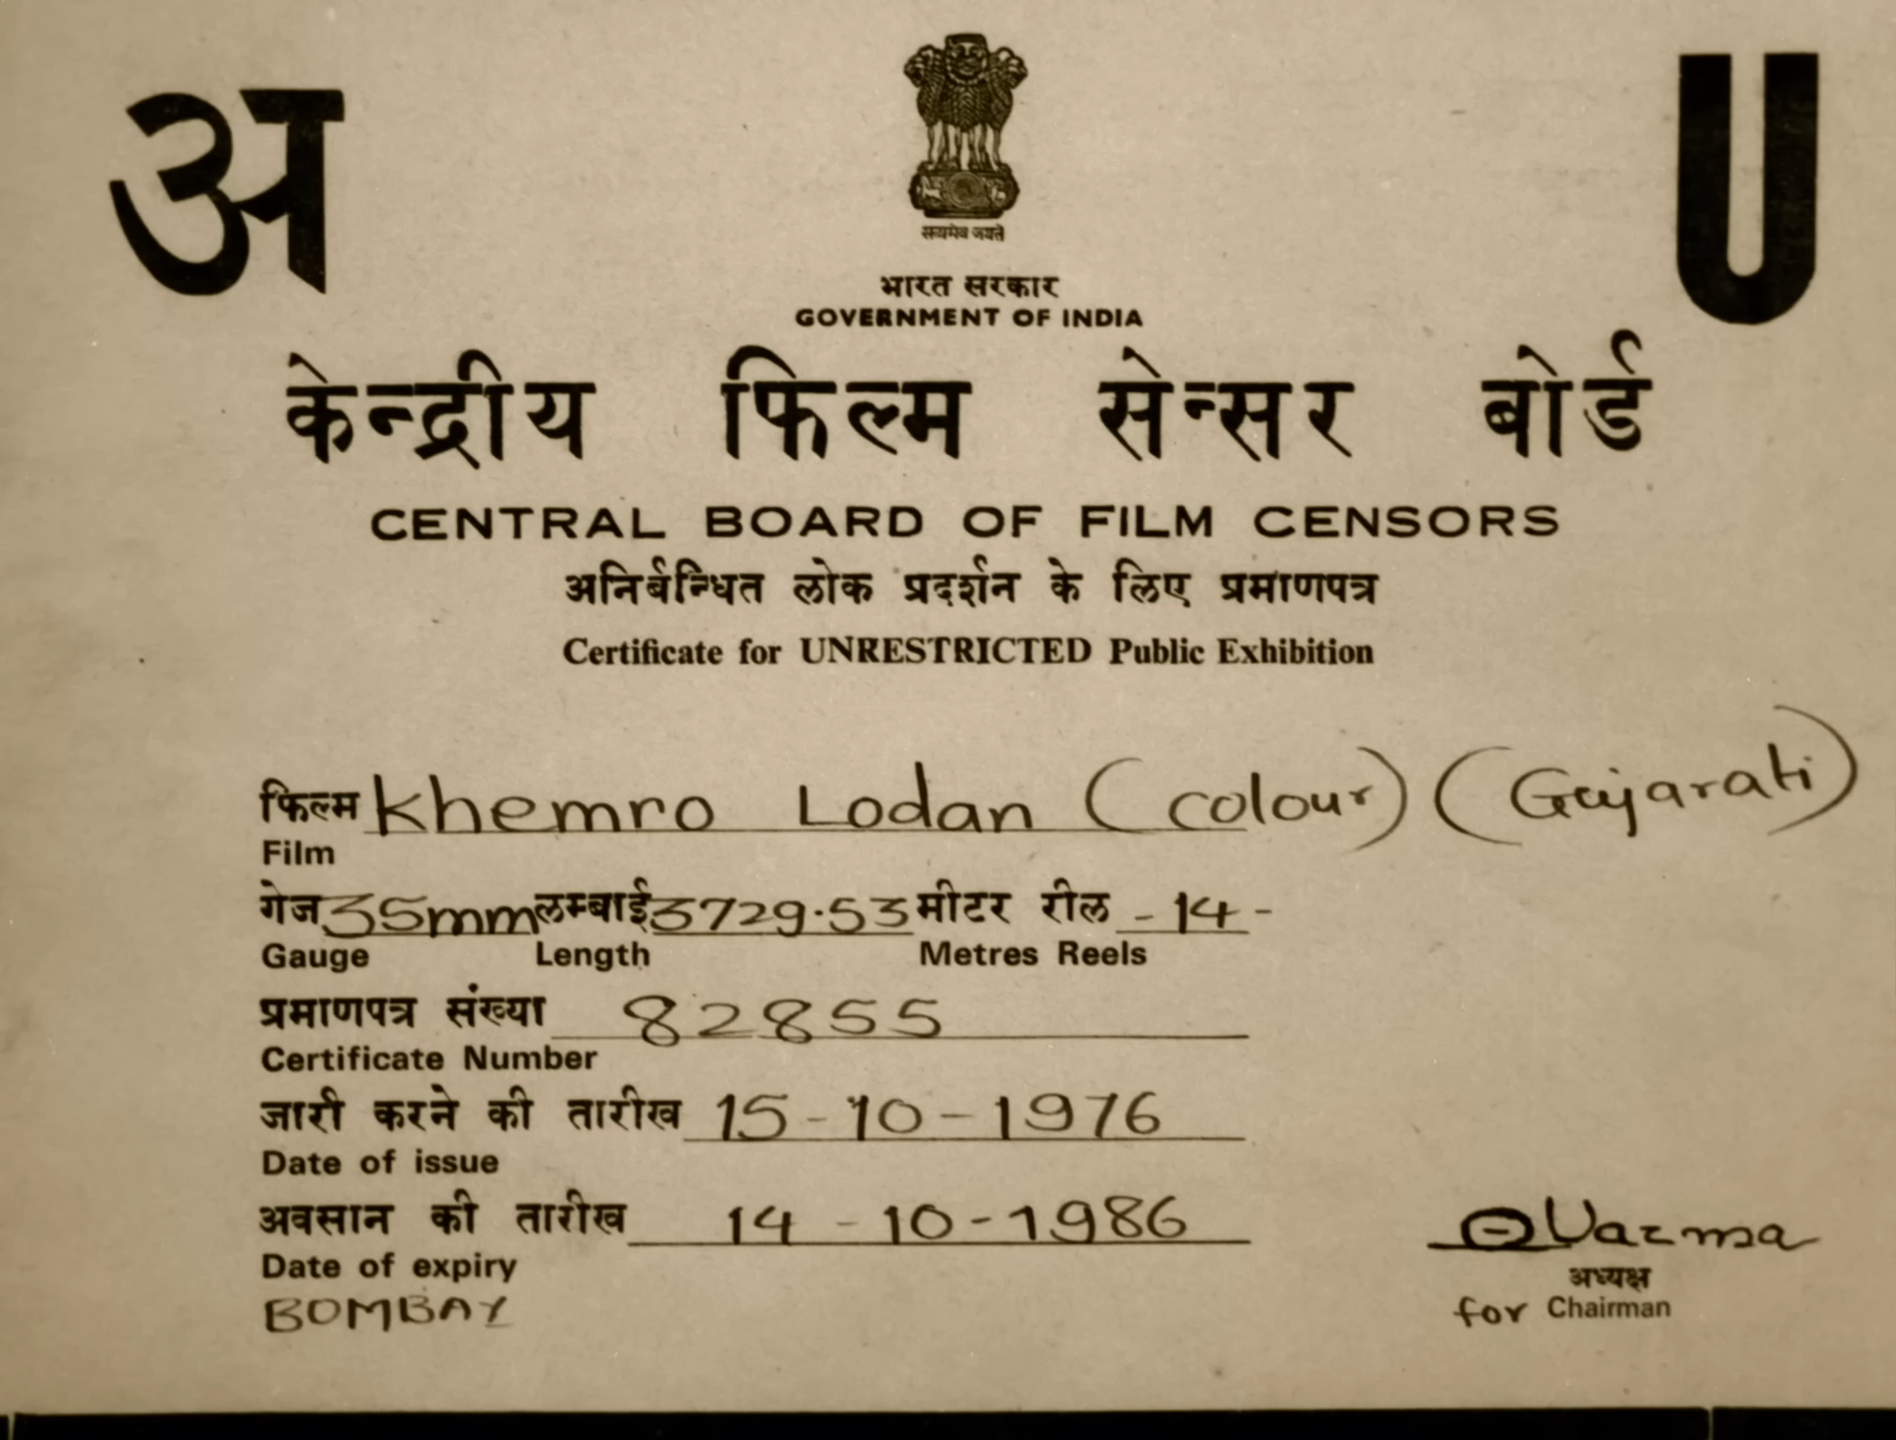 अ U
सत्यमेव जयते
भारत सरकार
GOVERNMENT OF INDIA
केन्द्रीय फिल्म सेन्सर बोर्ड
CENTRAL BOARD OF FILM CENSORS
अनिर्बन्धित लोक प्रदर्शन के लिए प्रमाणपत्र
Certificate for UNRESTRICTED Public Exhibition
फिल्म Khemro Lodan (colour) (Gujarati)
Film
गेज 35mm लम्बाई 3729.53 मीटर रील -14-
Gauge Length Metres Reels
प्रमाणपत्र संख्या 82855
Certificate Number
जारी करने की तारीख 15-10-1976
Date of issue
अवसान की तारीख 14-10-1986
Date of expiry
Varma
अध्यक्ष
BOMBAY for Chairman